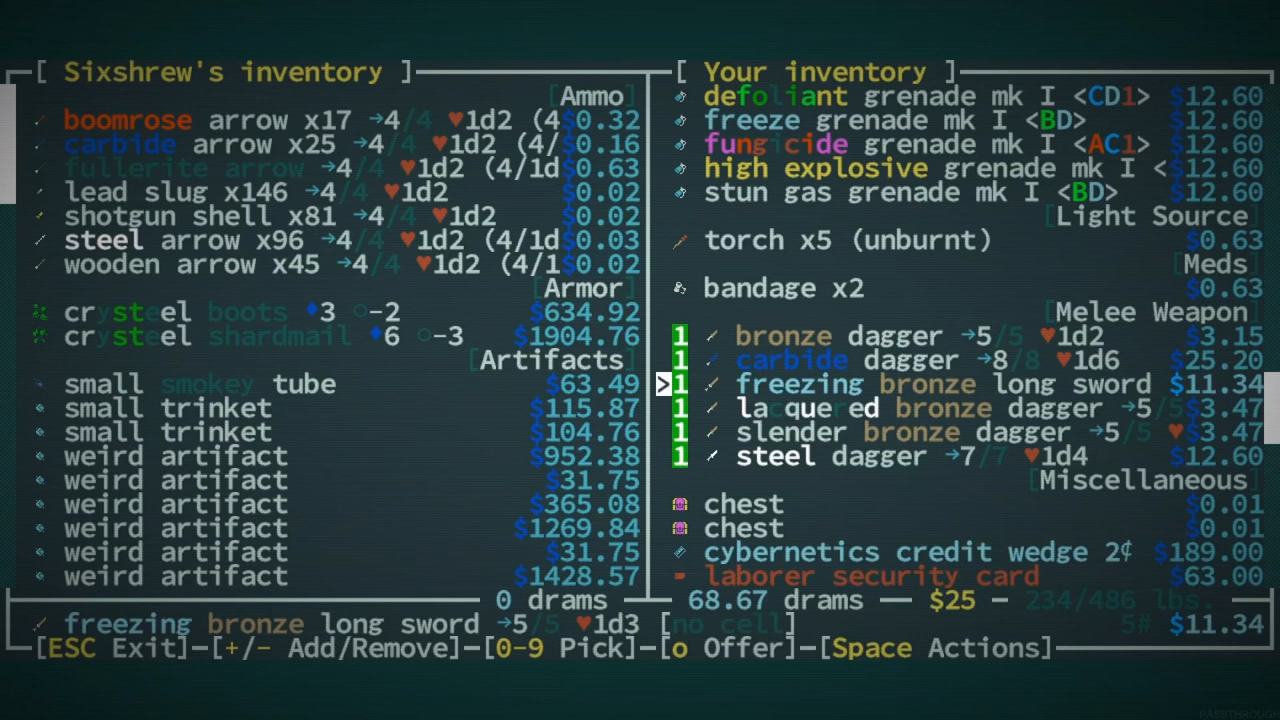 [ Sixshrew's inventory ]
[Ammo]
boomrose arrow x17 →4/4 ♥1d2 (4 $0.32
carbide arrow x25 →4/4 ♥1d2 (4/ $0.16
fullerite arrow →4/4 ♥1d2 (4/1d $0.63
lead slug x146 →4/4 ♥1d2 $0.02
shotgun shell x81 →4/4 ♥1d2 $0.02
steel arrow x96 →4/4 ♥1d2 (4/1d $0.03
wooden arrow x45 →4/4 ♥1d2 (4/1 $0.02
[Armor]
crysteel boots ♦3 ○-2 $634.92
crysteel shardmail ♦6 ○-3 $1904.76
[Artifacts]
small smokey tube $63.49
small trinket $115.87
small trinket $104.76
weird artifact $952.38
weird artifact $31.75
weird artifact $365.08
weird artifact $1269.84
weird artifact $31.75
weird artifact $1428.57
[ Your inventory ]
defoliant grenade mk I <CD1> $12.60
freeze grenade mk I <BD> $12.60
fungicide grenade mk I <AC1> $12.60
high explosive grenade mk I < $12.60
stun gas grenade mk I <BD> $12.60
[Light Source]
torch x5 (unburnt) $0.63
[Meds]
bandage x2 $0.63
[Melee Weapon]
1 bronze dagger →5/5 ♥1d2 $3.15
1 carbide dagger →8/8 ♥1d6 $25.20
>1 freezing bronze long sword $11.34
1 lacquered bronze dagger →5/5 $3.47
1 slender bronze dagger →5/5 ♥ $3.47
1 steel dagger →7/7 ♥1d4 $12.60
[Miscellaneous]
chest $0.01
chest $0.01
cybernetics credit wedge 2¢ $189.00
laborer security card $63.00
0 drams 68.67 drams — $25 — 234/486 lbs.
freezing bronze long sword →5/5 ♥1d3 [no cell] 5# $11.34
[ESC Exit]—[+/- Add/Remove]—[0-9 Pick]—[o Offer]—[Space Actions]